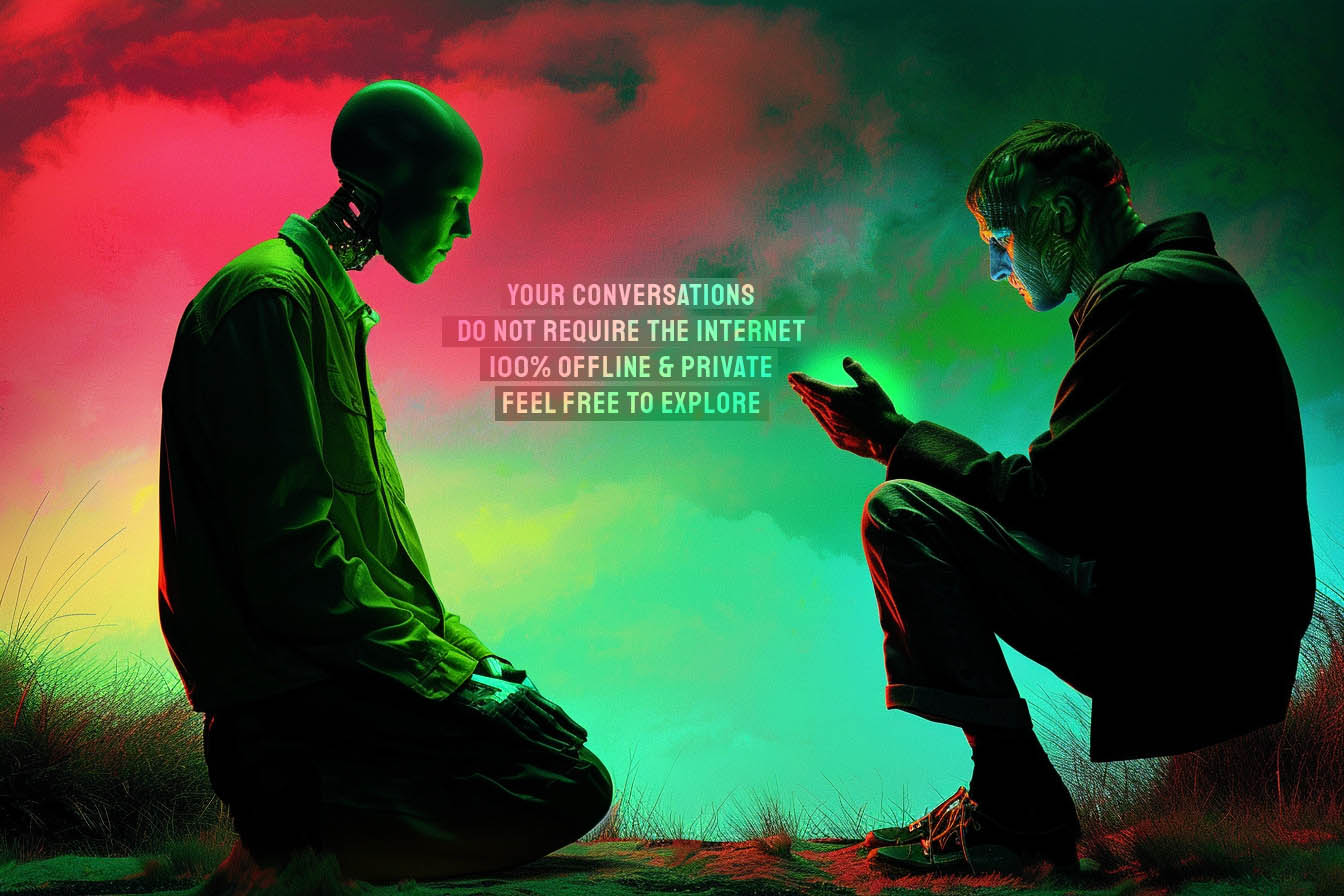 YOUR CONVERSATIONS
DO NOT REQUIRE THE INTERNET
100% OFFLINE & PRIVATE
FEEL FREE TO EXPLORE